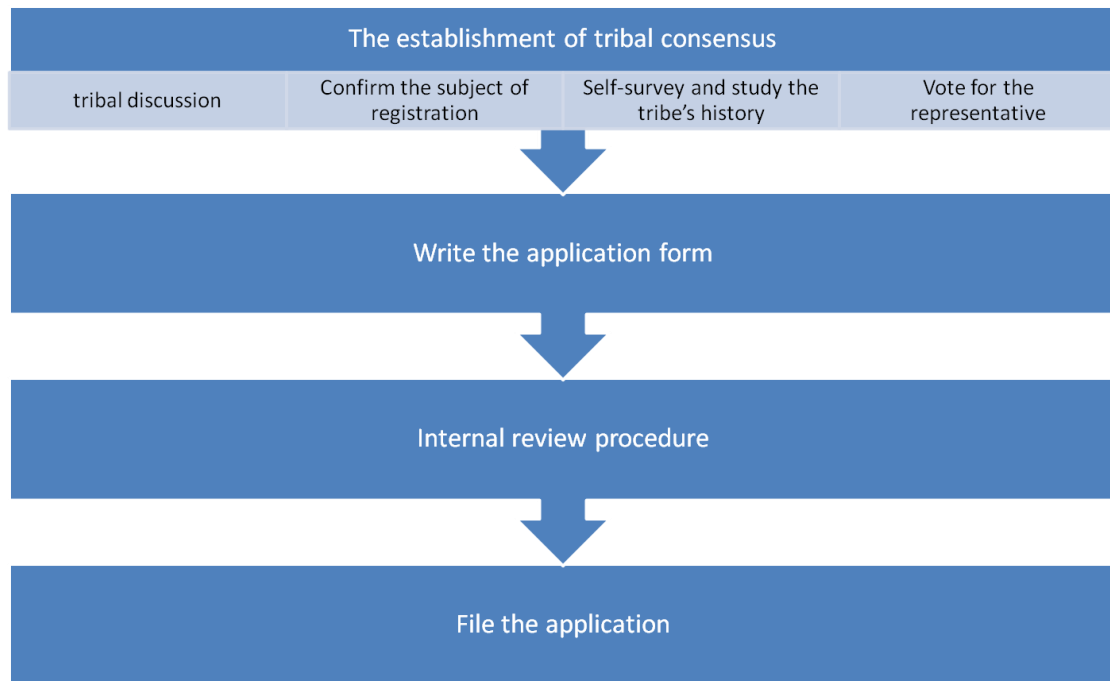 The establishment of tribal consensus
tribal discussion
Confirm the subject of
registration
Self-survey and study the
tribe's history
Vote for the
representative
Write the application form
Internal review procedure
File the application